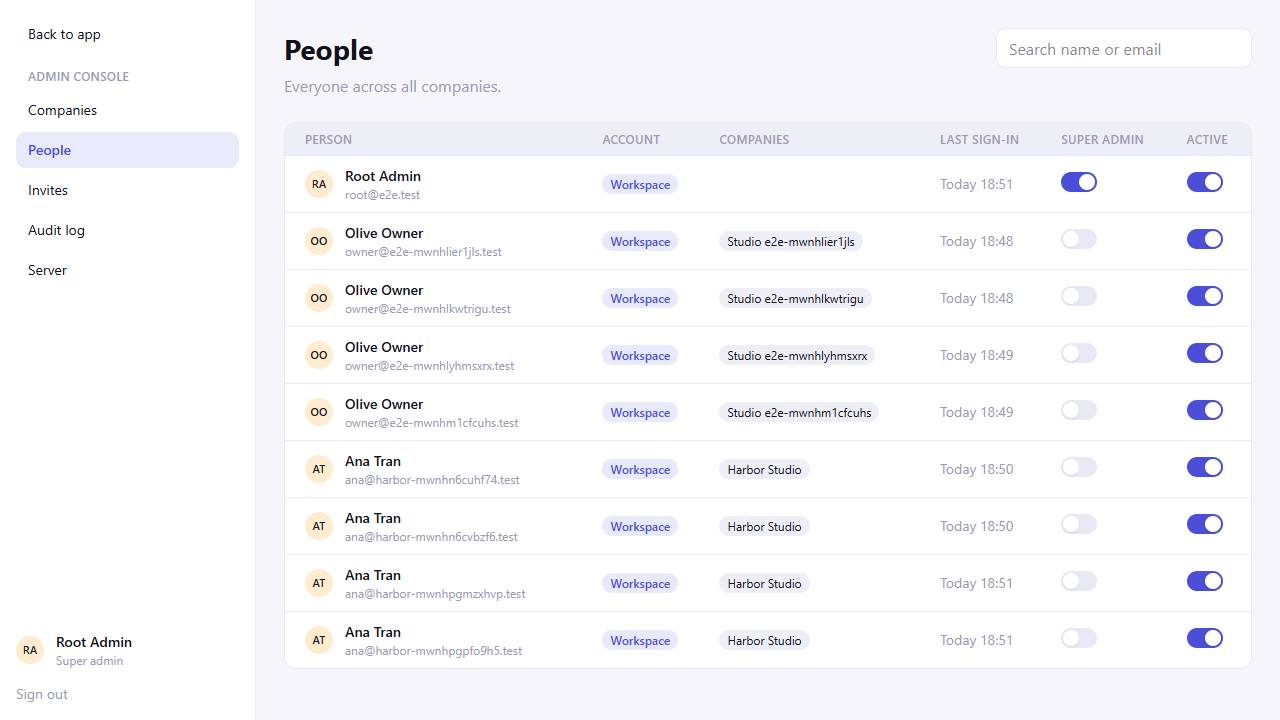 Back to app
ADMIN CONSOLE
Companies
People
Invites
Audit log
Server
RA
Root Admin
Super admin
Sign out
People
Everyone across all companies.
Search name or email
PERSON ACCOUNT COMPANIES LAST SIGN-IN SUPER ADMIN ACTIVE
RA Root Admin Workspace Today 18:51
root@e2e.test
OO Olive Owner Workspace Studio e2e-mwnhlier1jls Today 18:48
owner@e2e-mwnhlier1jls.test
OO Olive Owner Workspace Studio e2e-mwnhlkwtrigu Today 18:48
owner@e2e-mwnhlkwtrigu.test
OO Olive Owner Workspace Studio e2e-mwnhlyhmsxrx Today 18:49
owner@e2e-mwnhlyhmsxrx.test
OO Olive Owner Workspace Studio e2e-mwnhm1cfcuhs Today 18:49
owner@e2e-mwnhm1cfcuhs.test
AT Ana Tran Workspace Harbor Studio Today 18:50
ana@harbor-mwnhn6cuhf74.test
AT Ana Tran Workspace Harbor Studio Today 18:50
ana@harbor-mwnhn6cvbzf6.test
AT Ana Tran Workspace Harbor Studio Today 18:51
ana@harbor-mwnhpgmzxhvp.test
AT Ana Tran Workspace Harbor Studio Today 18:51
ana@harbor-mwnhpgpfo9h5.test